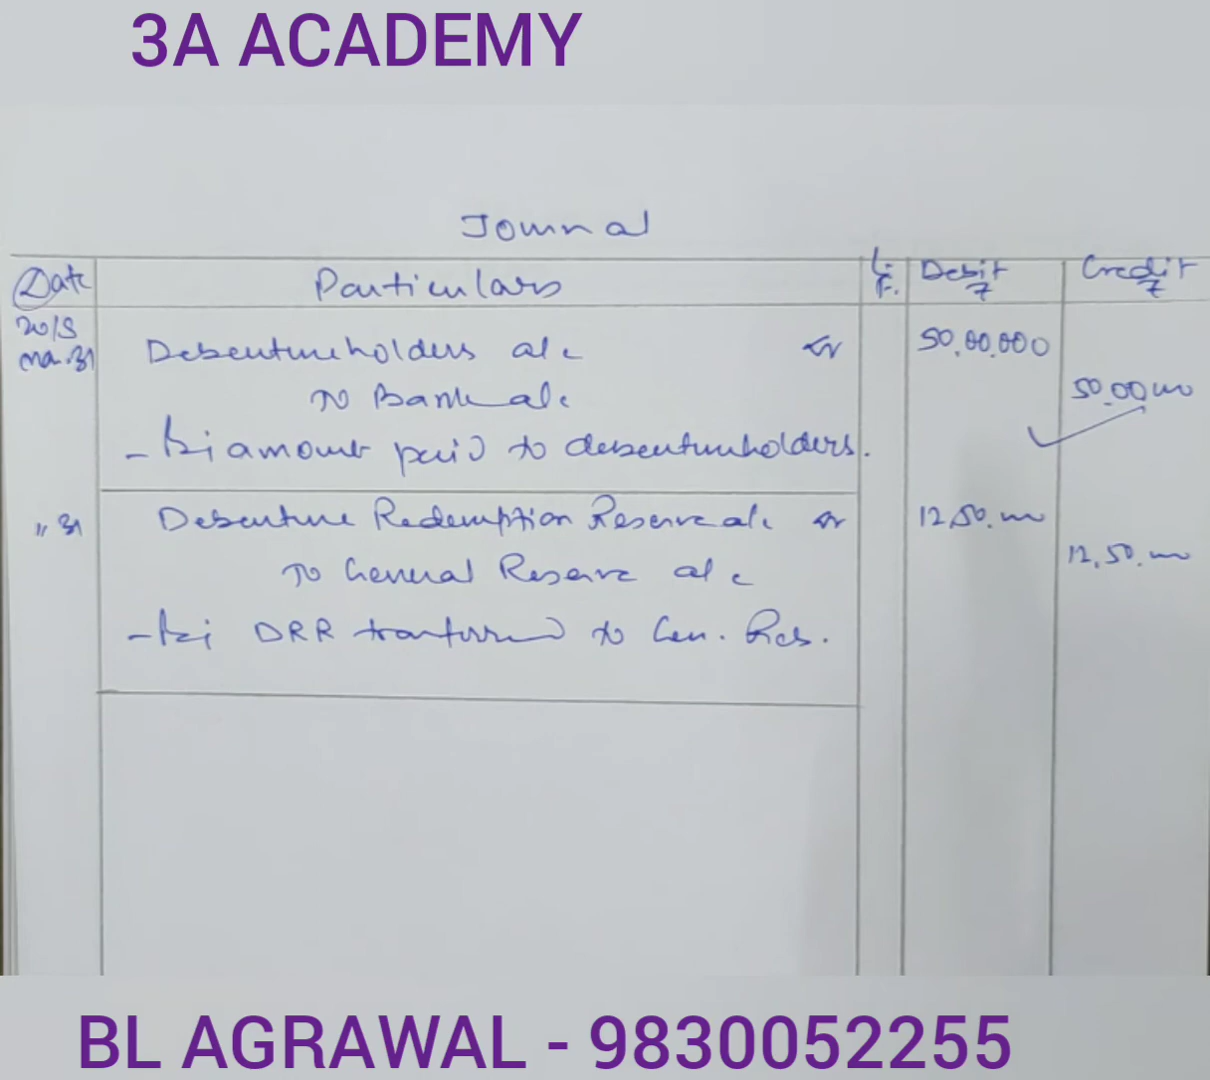 3A ACADEMY
Journal
Date Particulars L.F. Debit ₹ Credit ₹
2018
Mar. 31 Debentureholders a/c Dr 50,00,000
To Bank a/c 50,00,000
- Being amount paid to debentureholders.
" 31 Debenture Redemption Reserve a/c Dr 12,50,000
To General Reserve a/c 12,50,000
- Being DRR transferred to Gen. Res.
BL AGRAWAL - 9830052255